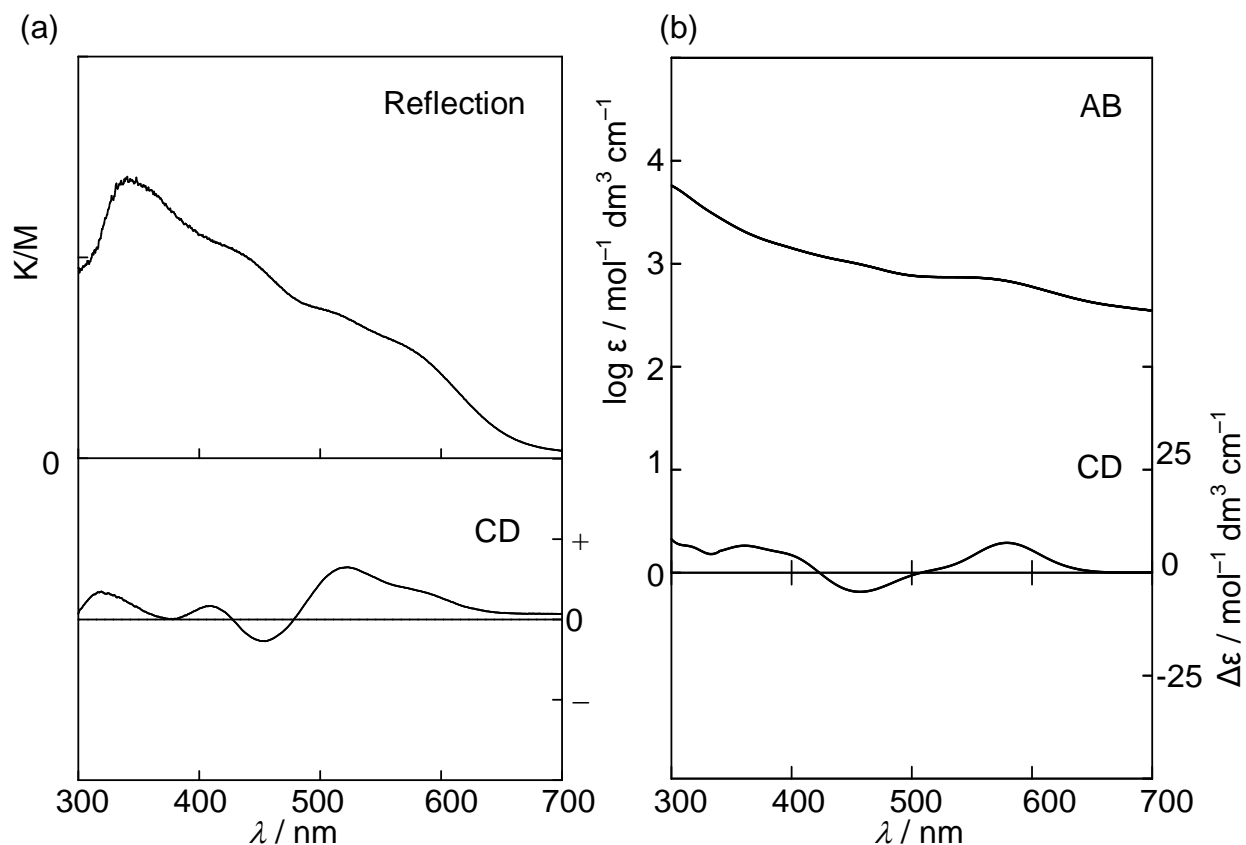 (a)
Reflection
K/M
0
CD
+
0
−
300 400 500 600 700
λ / nm
(b)
AB
log ε / mol⁻¹ dm³ cm⁻¹
4
3
2
1
0
CD
25
0
-25
Δε / mol⁻¹ dm³ cm⁻¹
300 400 500 600 700
λ / nm